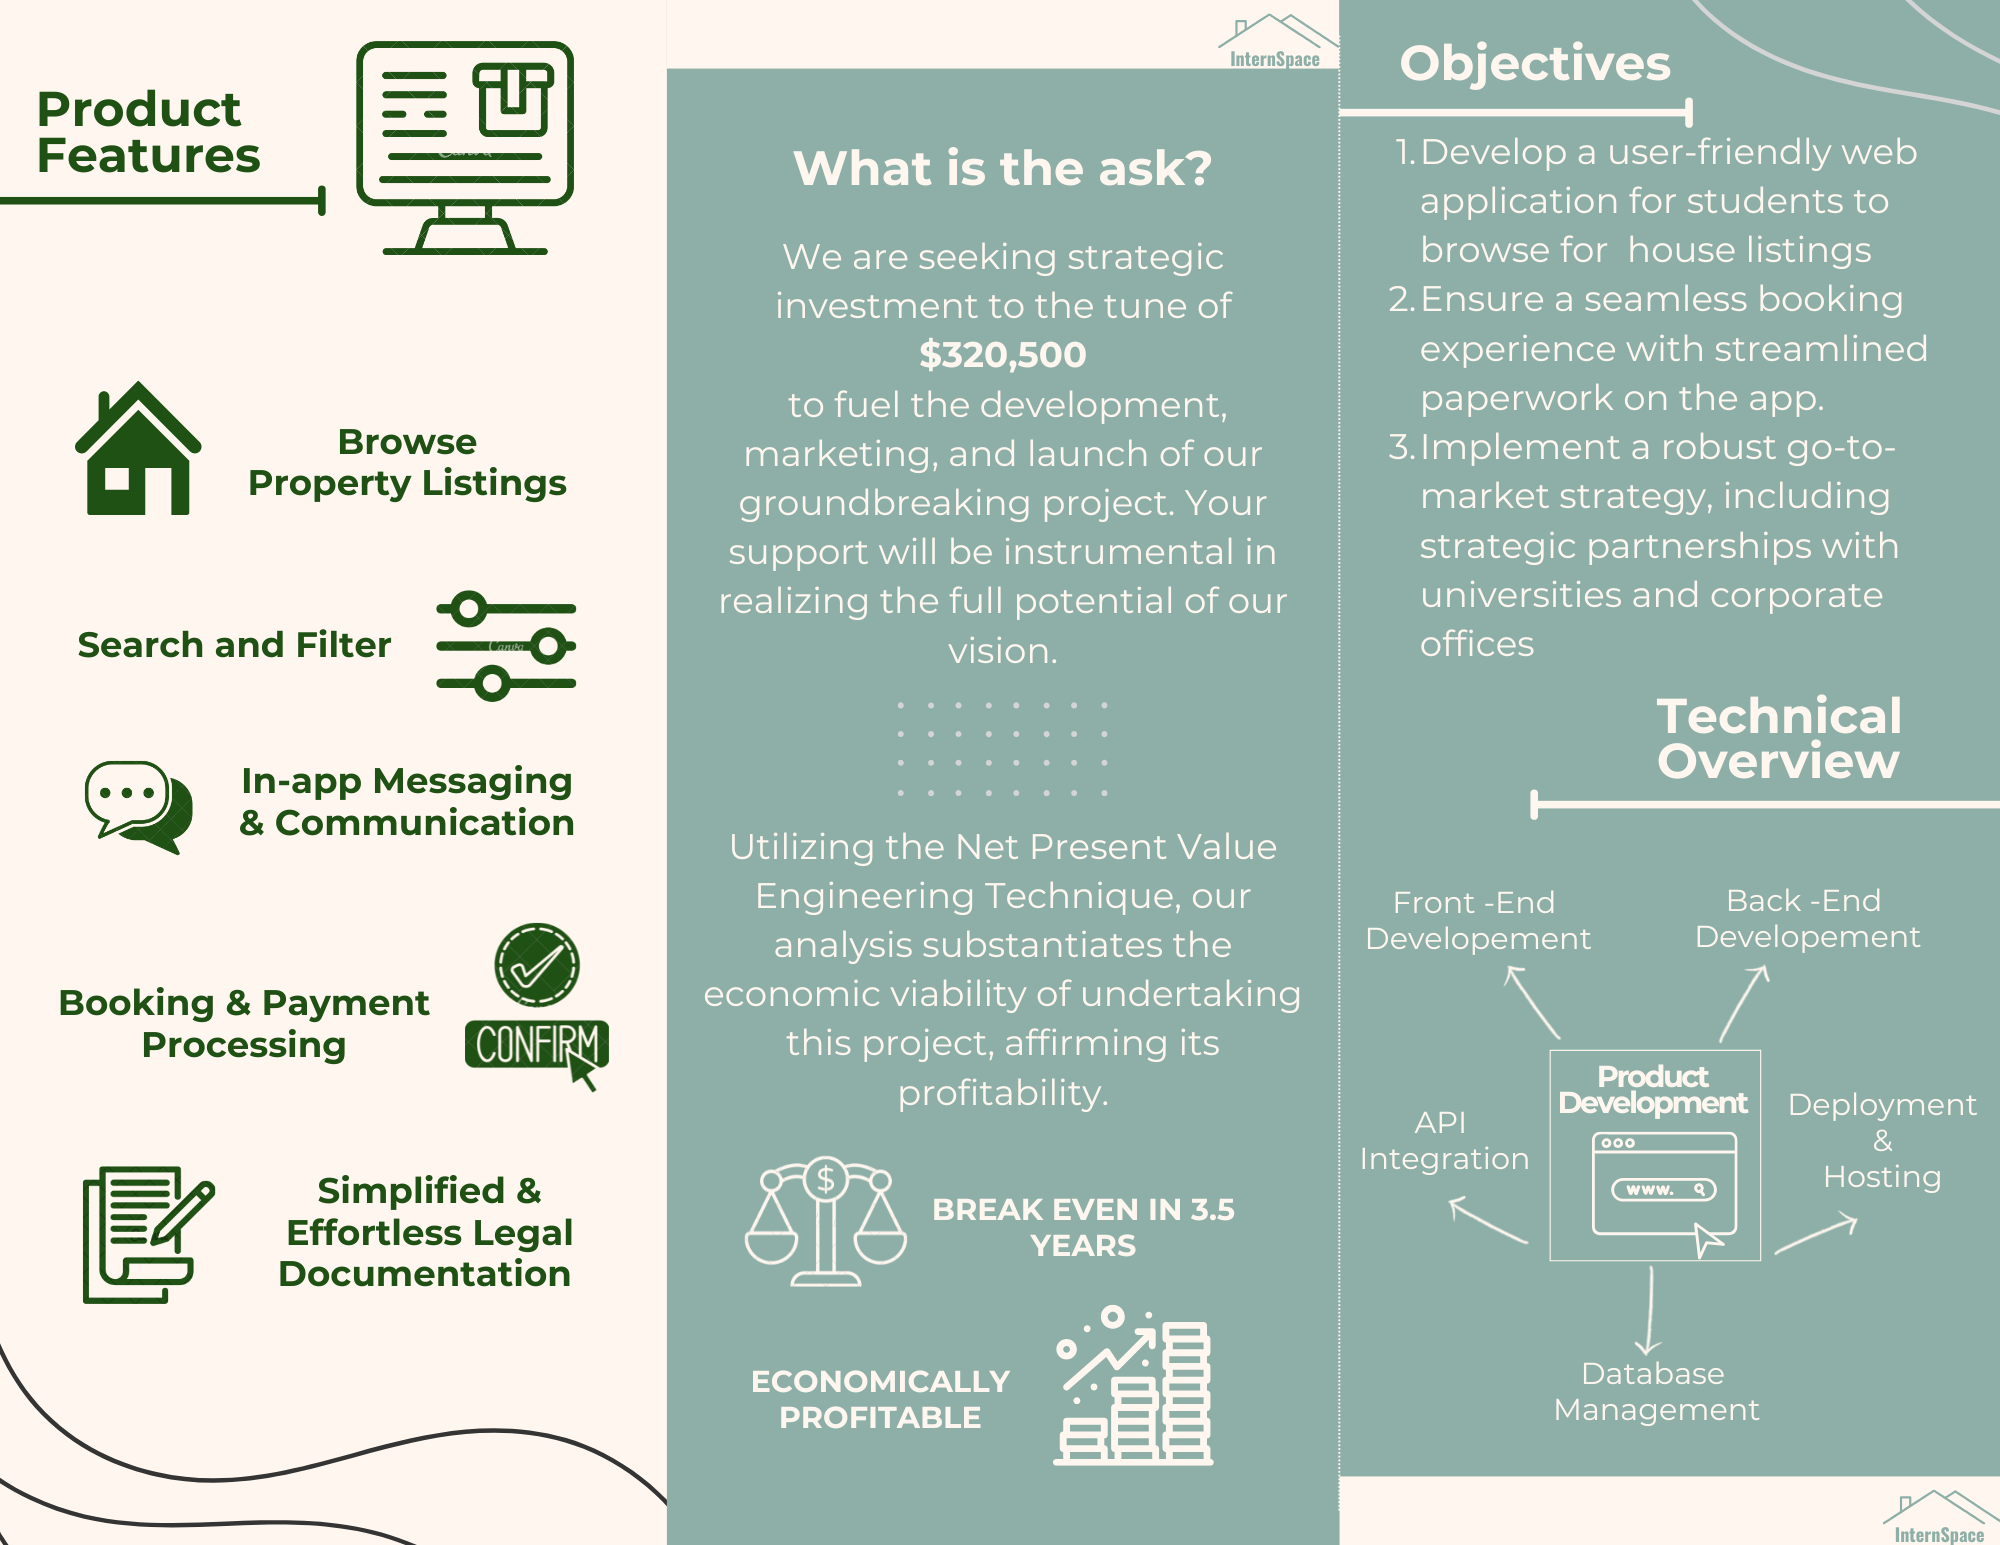 Product
Features
Browse
Property Listings
Search and Filter
Canva
In-app Messaging
& Communication
Booking & Payment
Processing
CONFIRM
Simplified &
Effortless Legal
Documentation
InternSpace
What is the ask?
We are seeking strategic
investment to the tune of
$320,500
to fuel the development,
marketing, and launch of our
groundbreaking project. Your
support will be instrumental in
realizing the full potential of our
vision.
Utilizing the Net Present Value
Engineering Technique, our
analysis substantiates the
economic viability of undertaking
this project, affirming its
profitability.
$
BREAK EVEN IN 3.5
YEARS
ECONOMICALLY
PROFITABLE
Objectives
1. Develop a user-friendly web
application for students to
browse for  house listings
2. Ensure a seamless booking
experience with streamlined
paperwork on the app.
3. Implement a robust go-to-
market strategy, including
strategic partnerships with
universities and corporate
offices
Technical
Overview
Front -End
Developement
Back -End
Developement
Product
Development
www.
API
Integration
Deployment
&
Hosting
Database
Management
InternSpace